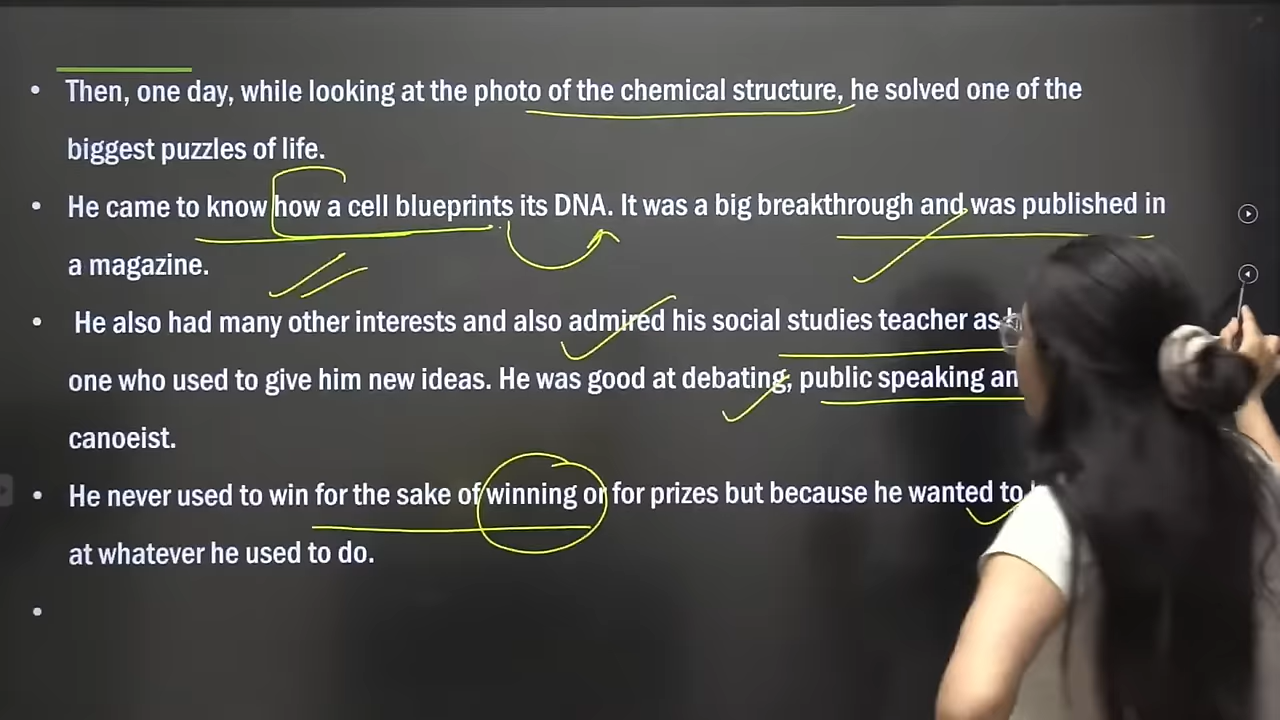 • Then, one day, while looking at the photo of the chemical structure, he solved one of the
biggest puzzles of life.
• He came to know how a cell blueprints its DNA. It was a big breakthrough and was published in
a magazine.
• He also had many other interests and also admired his social studies teacher as
one who used to give him new ideas. He was good at debating, public speaking
canoeist.
• He never used to win for the sake of winning or for prizes but because he wanted to
at whatever he used to do.
•